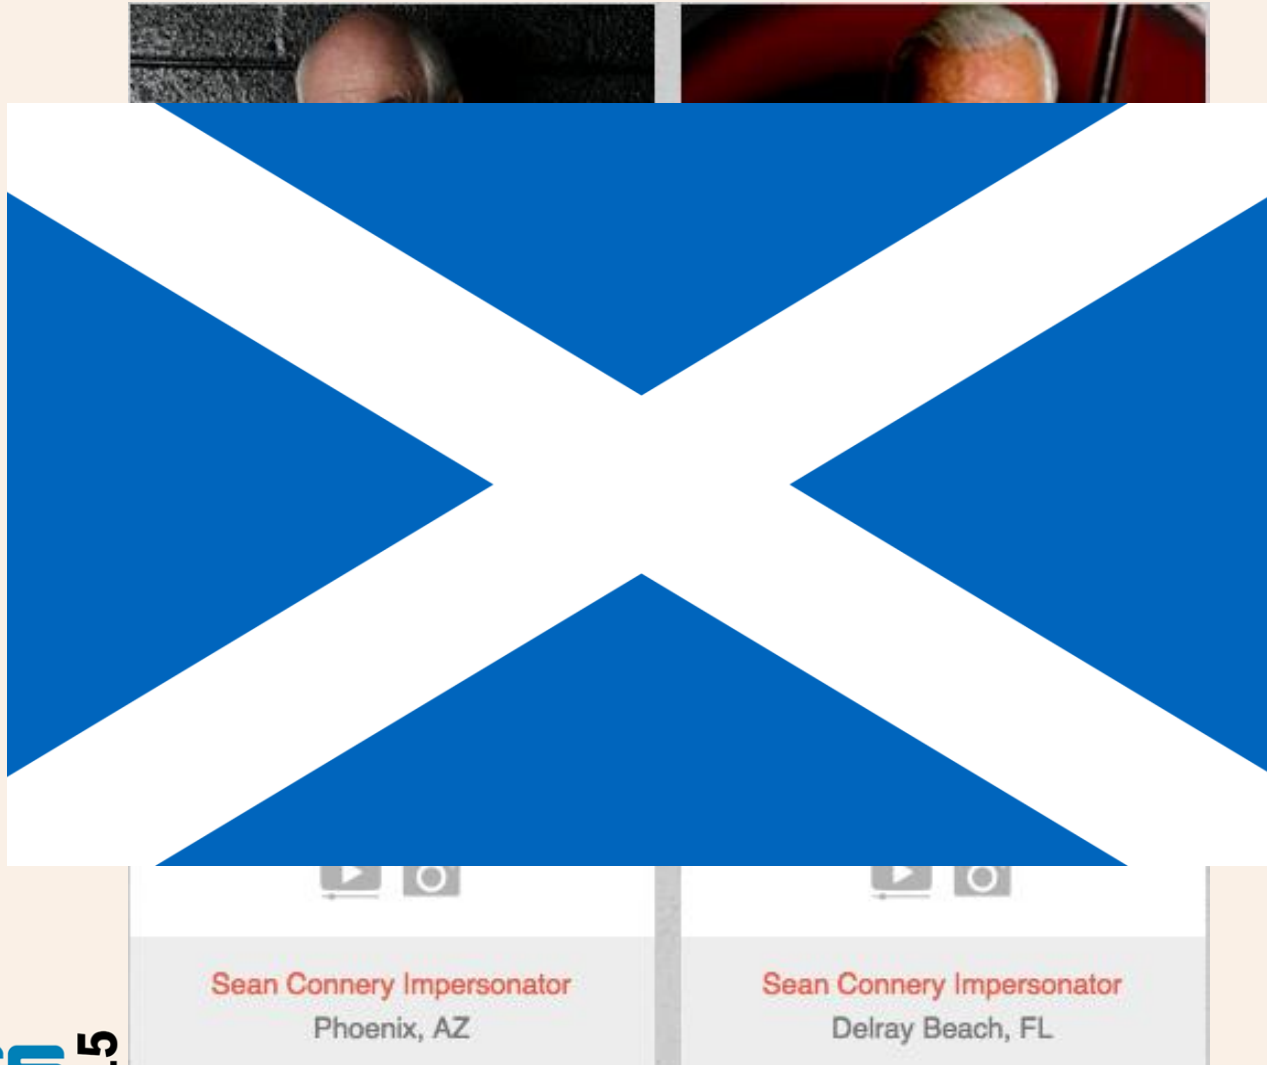 Sean Connery Impersonator
Phoenix, AZ
Sean Connery Impersonator
Delray Beach, FL